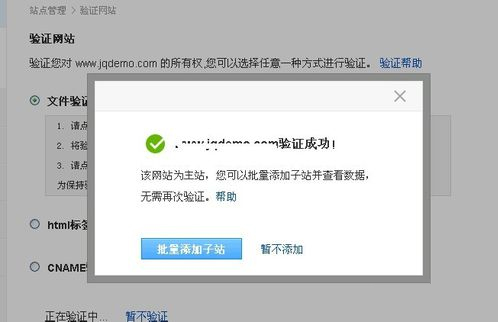 站点管理 > 验证网站
验证网站
验证您对 www.jqdemo.com 的所有权,您可以选择任意一种方式进行验证。 验证帮助
文件验证
1. 请点
2. 将验
3. 请点
为保持验
html标签
CNAME
正在验证中... 暂不验证
www.jqdemo.com验证成功!
该网站为主站，您可以批量添加子站并查看数据，
无需再次验证。帮助
批量添加子站 暂不添加